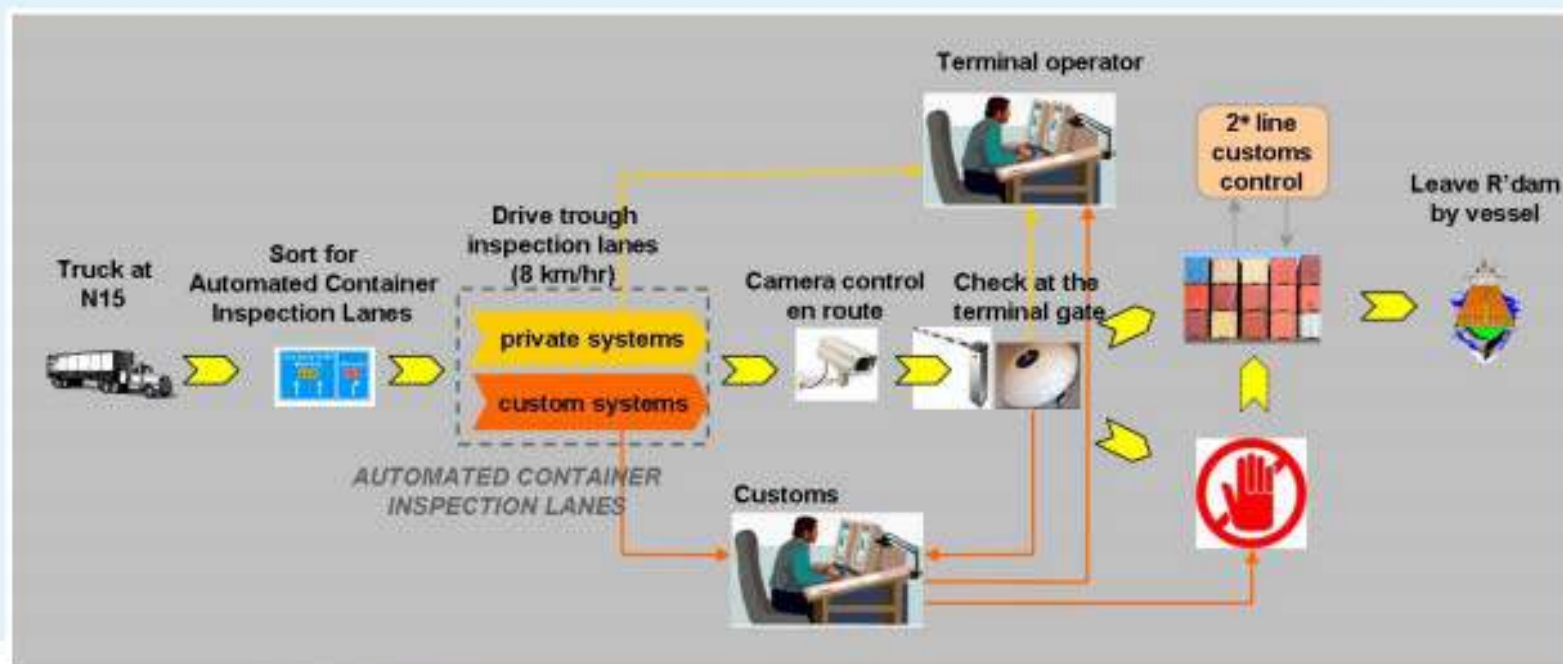 Terminal operator
2ᵉ line
customs
control
Leave R'dam
by vessel
Drive trough
inspection lanes
(8 km/hr)
Sort for
Automated Container
Inspection Lanes
Truck at
N15
Camera control
en route
Check at the
terminal gate
private systems
custom systems
AUTOMATED CONTAINER
INSPECTION LANES
Customs